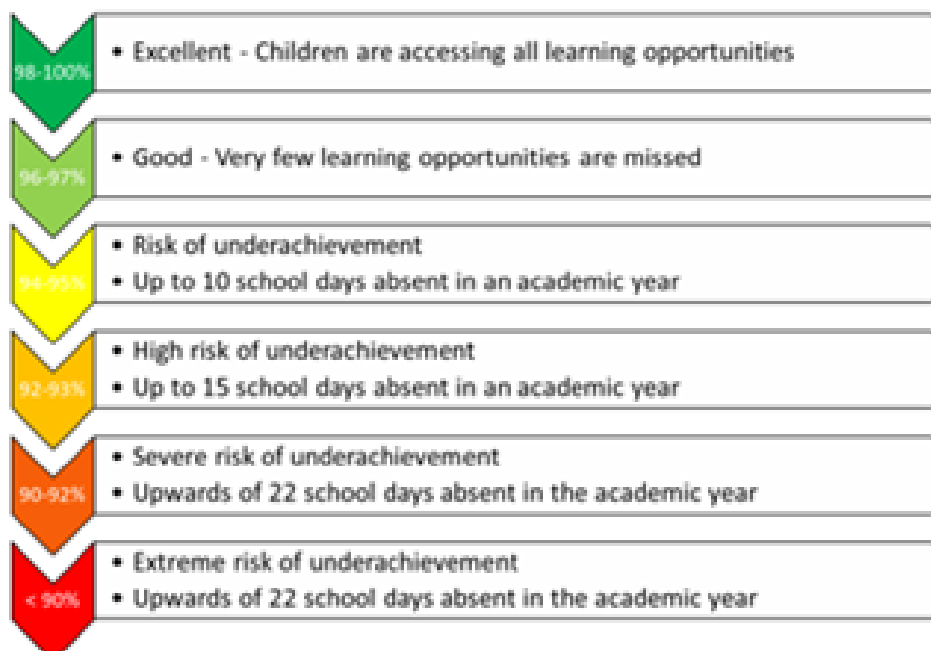 98-100%
• Excellent - Children are accessing all learning opportunities
96-97%
• Good - Very few learning opportunities are missed
94-95%
• Risk of underachievement
• Up to 10 school days absent in an academic year
92-93%
• High risk of underachievement
• Up to 15 school days absent in an academic year
90-92%
• Severe risk of underachievement
• Upwards of 22 school days absent in the academic year
< 90%
• Extreme risk of underachievement
• Upwards of 22 school days absent in the academic year